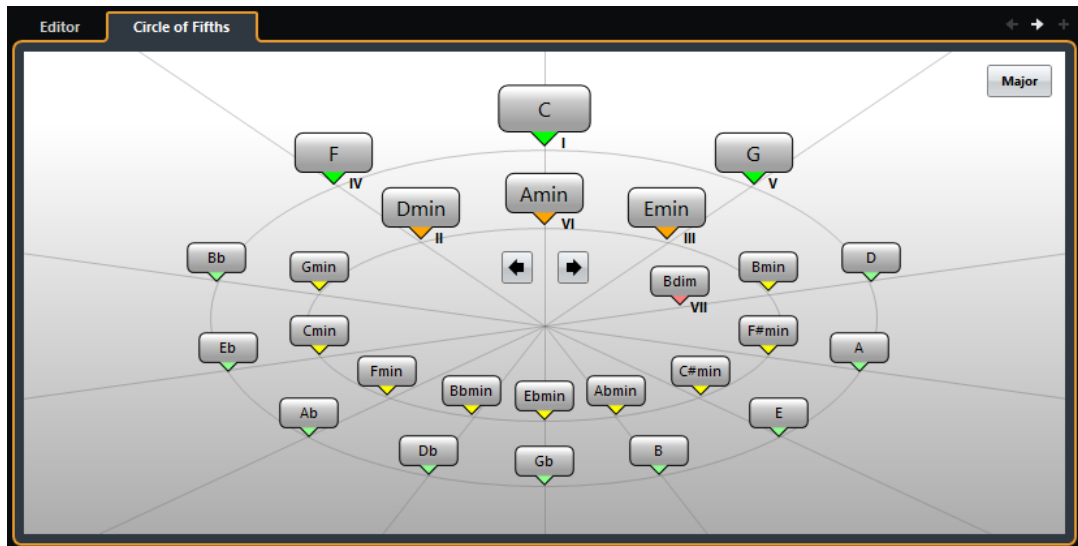 Editor
Circle of Fifths
Major
C
I
F
IV
G
V
Amin
VI
Dmin
II
Emin
III
Bb
Gmin
Bdim
VII
Bmin
D
Eb
Cmin
F#min
A
Fmin
C#min
Bbmin
Ebmin
Abmin
Ab
E
Db
Gb
B